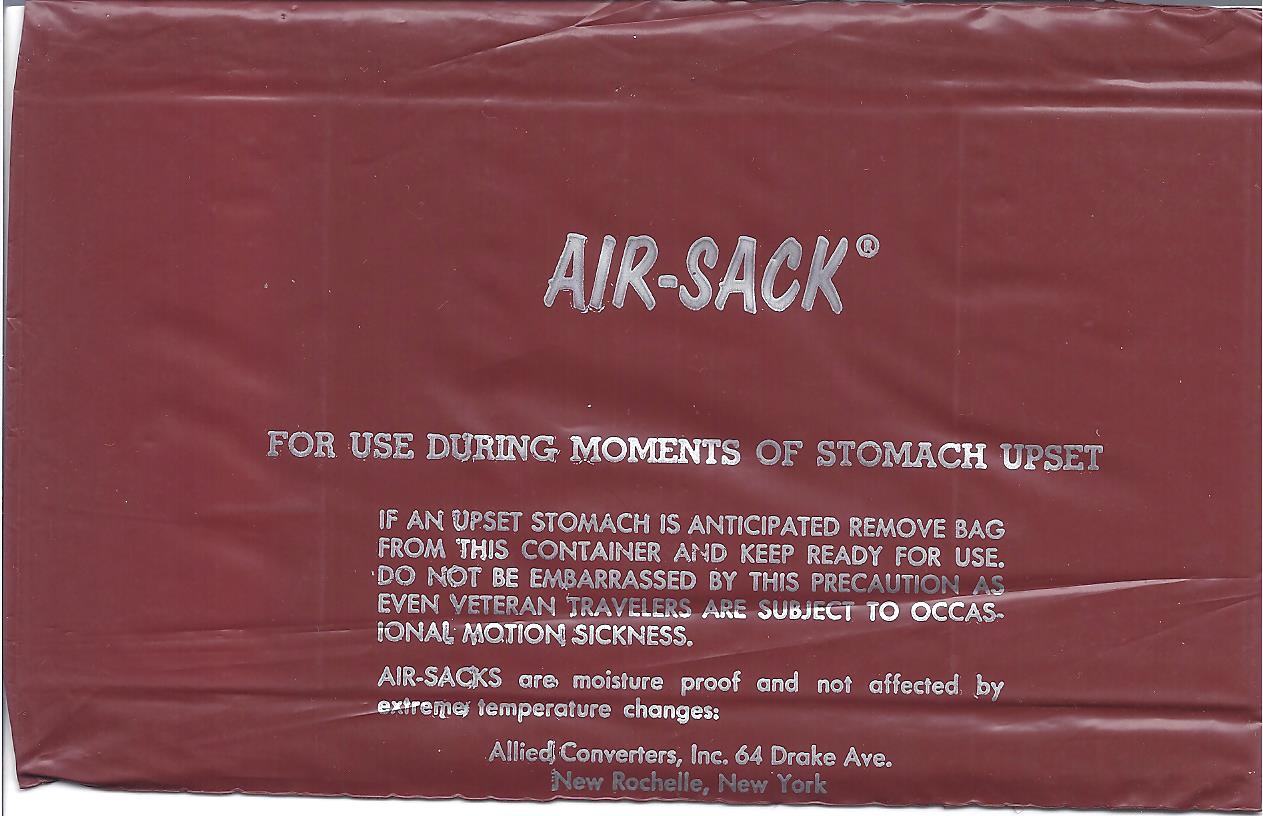 AIR-SACK®
FOR USE DURING MOMENTS OF STOMACH UPSET
IF AN UPSET STOMACH IS ANTICIPATED REMOVE BAG
FROM THIS CONTAINER AND KEEP READY FOR USE.
DO NOT BE EMBARRASSED BY THIS PRECAUTION AS
EVEN VETERAN TRAVELERS ARE SUBJECT TO OCCAS-
IONAL MOTION SICKNESS.
AIR-SACKS are moisture proof and not affected by
extreme temperature changes:
Allied Converters, Inc. 64 Drake Ave.
New Rochelle, New York